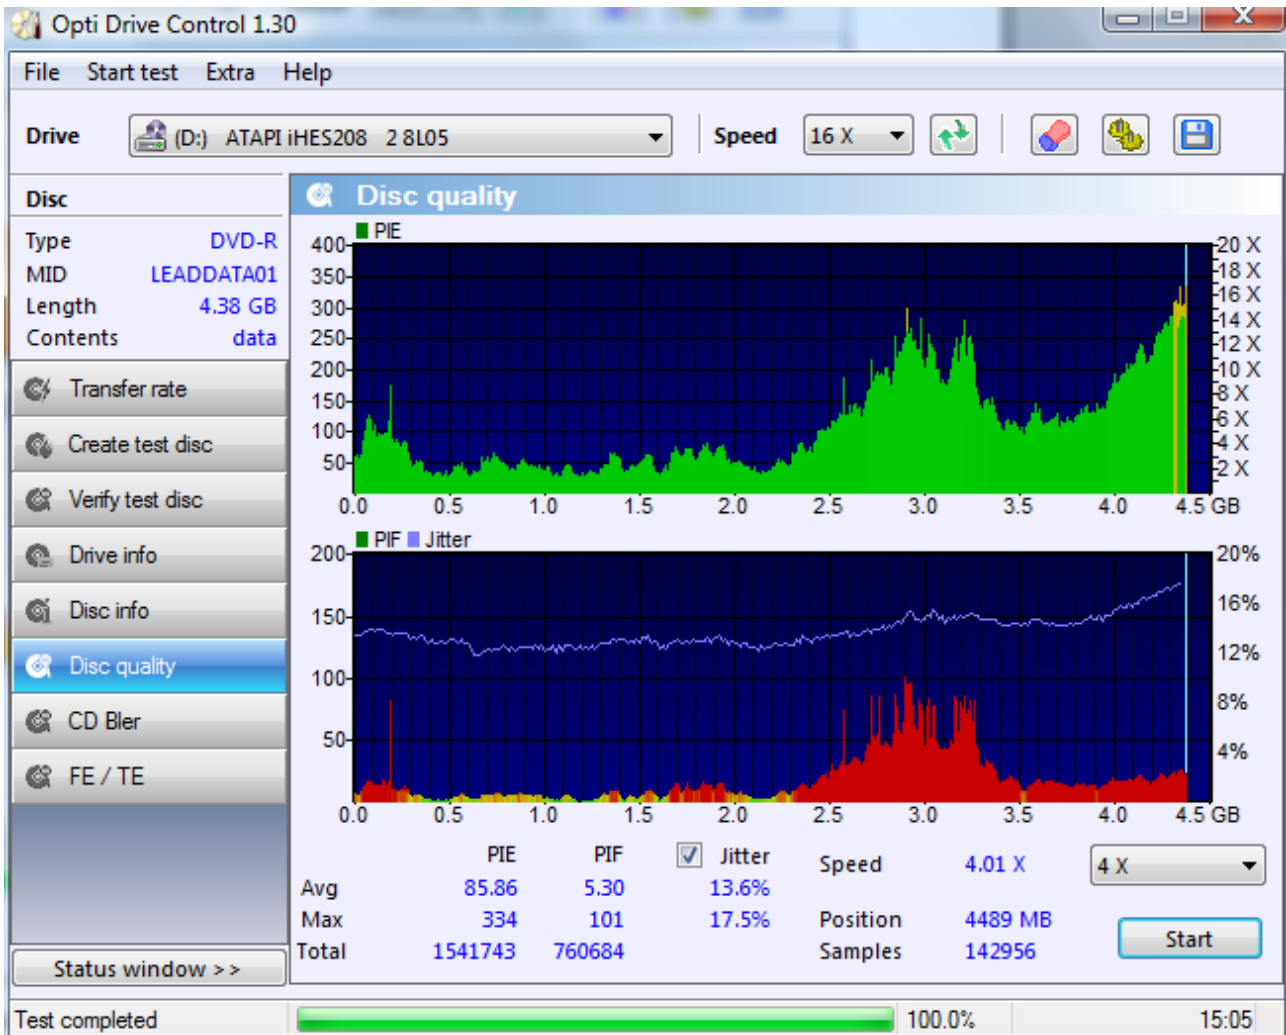 Opti Drive Control 1.30
File Start test Extra Help
Drive (D:) ATAPI iHES208 2 8L05 Speed 16 X
Disc
Type DVD-R
MID LEADDATA01
Length 4.38 GB
Contents data
Transfer rate
Create test disc
Verify test disc
Drive info
Disc info
Disc quality
CD Bler
FE / TE
Status window >>
Disc quality
PIE
400 350 300 250 200 150 100 50
20 X 18 X 16 X 14 X 12 X 10 X 8 X 6 X 4 X 2 X
0.0 0.5 1.0 1.5 2.0 2.5 3.0 3.5 4.0 4.5 GB
PIF Jitter
200 150 100 50
20% 16% 12% 8% 4%
0.0 0.5 1.0 1.5 2.0 2.5 3.0 3.5 4.0 4.5 GB
PIE PIF Jitter Speed 4.01 X 4 X
Avg 85.86 5.30 13.6%
Max 334 101 17.5% Position 4489 MB
Total 1541743 760684 Samples 142956
Start
Test completed 100.0% 15:05